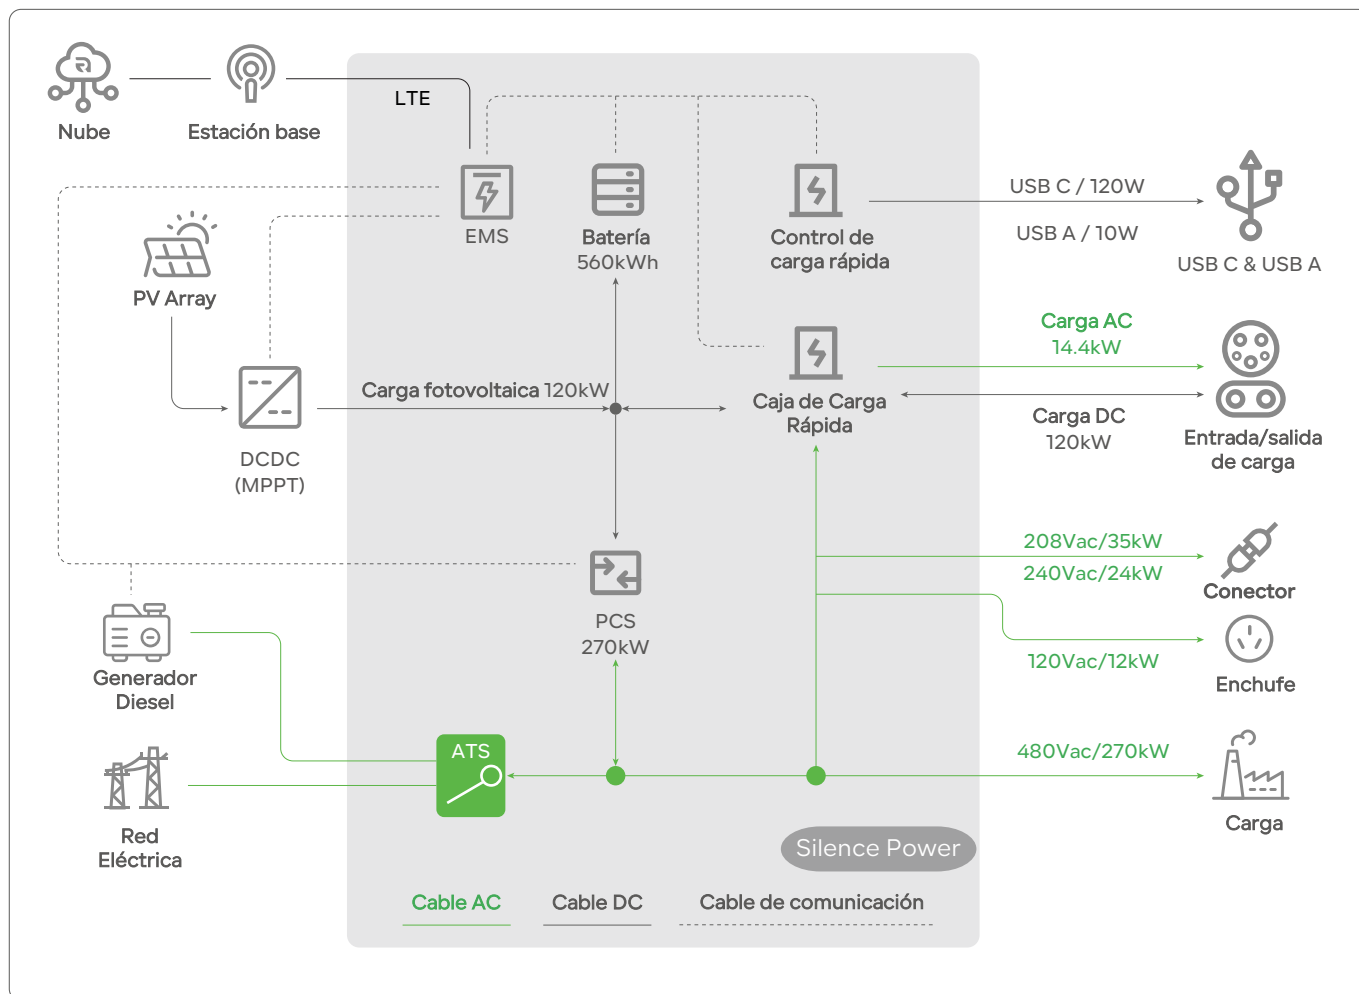 Nube
Estación base
LTE
EMS
Batería
560kWh
Control de
carga rápida
USB C / 120W
USB A / 10W
USB C & USB A
PV Array
DCDC
(MPPT)
Carga fotovoltaica 120kW
Caja de Carga
Rápida
Carga AC
14.4kW
Carga DC
120kW
Entrada/salida
de carga
PCS
270kW
208Vac/35kW
240Vac/24kW
Conector
120Vac/12kW
Enchufe
Generador
Diesel
ATS
480Vac/270kW
Carga
Red
Eléctrica
Silence Power
Cable AC
Cable DC
Cable de comunicación